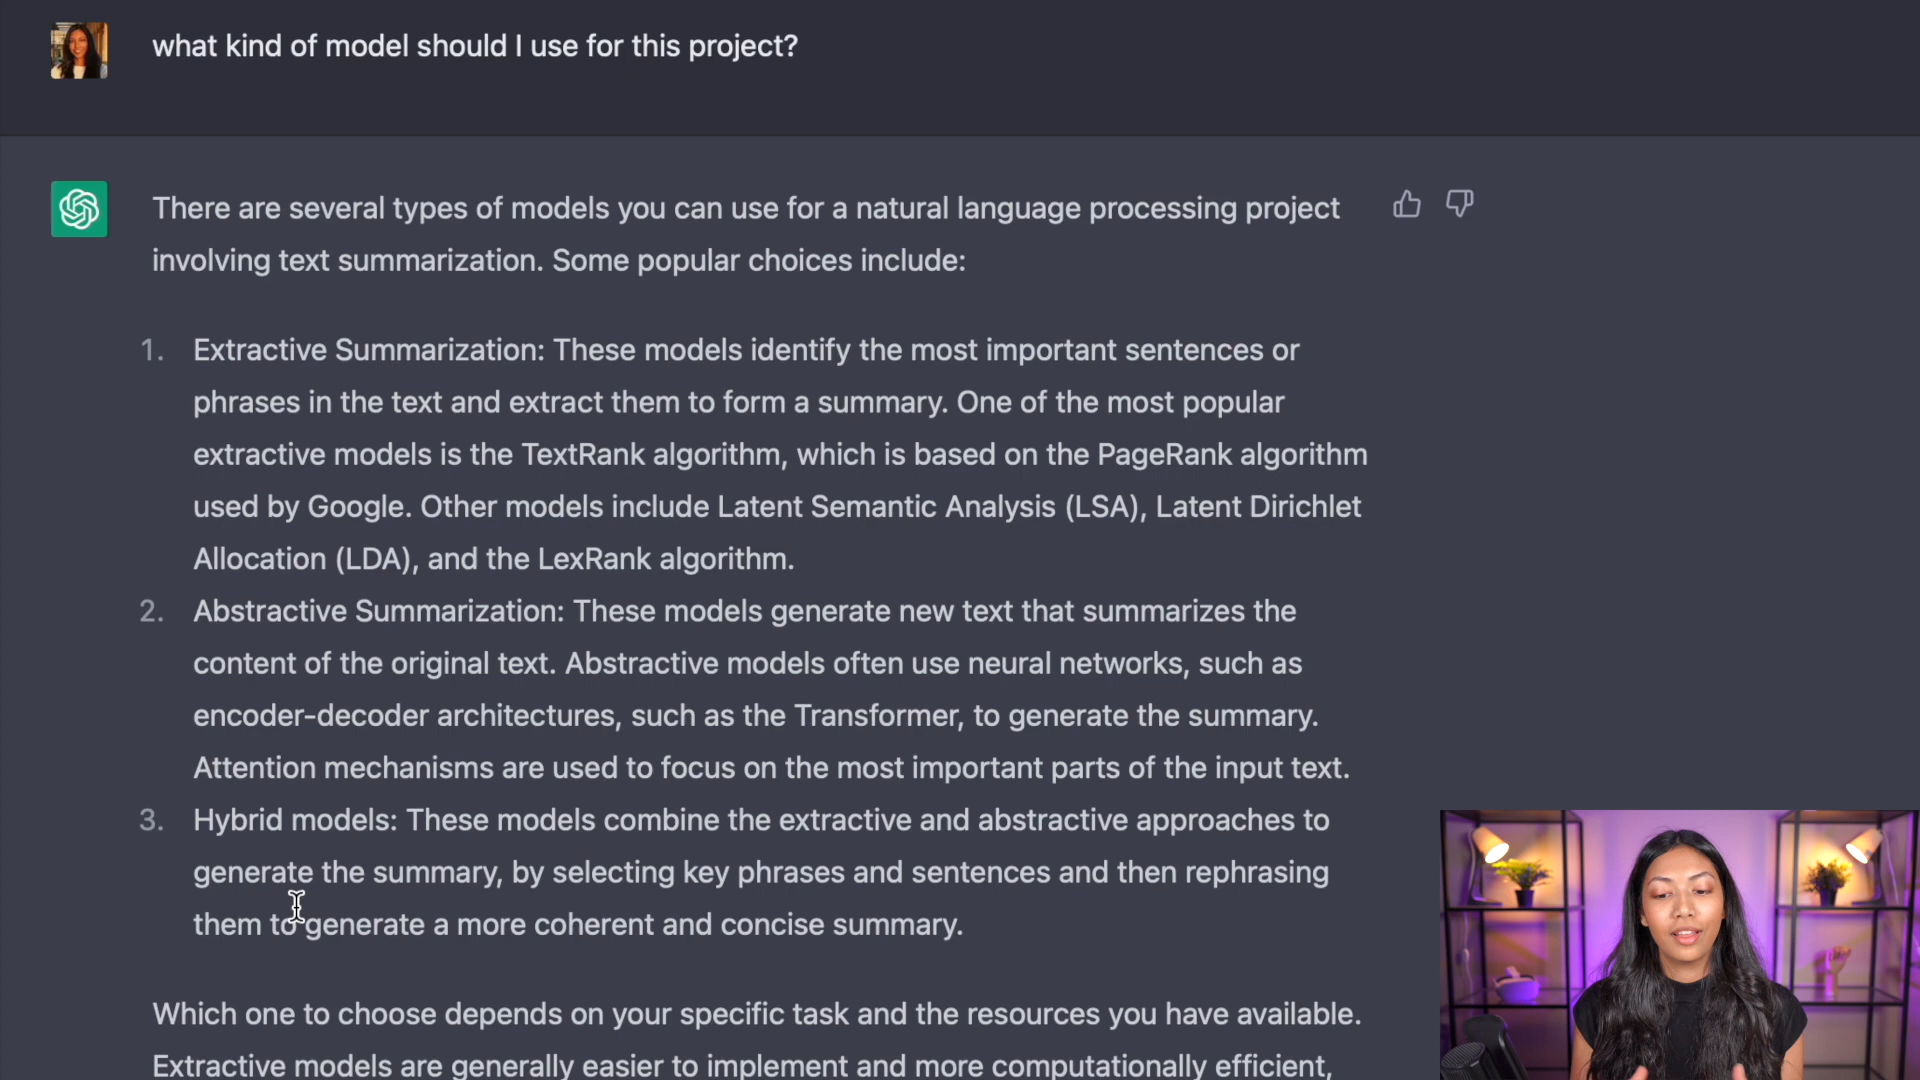 what kind of model should I use for this project?
There are several types of models you can use for a natural language processing project
involving text summarization. Some popular choices include:
1. Extractive Summarization: These models identify the most important sentences or
phrases in the text and extract them to form a summary. One of the most popular
extractive models is the TextRank algorithm, which is based on the PageRank algorithm
used by Google. Other models include Latent Semantic Analysis (LSA), Latent Dirichlet
Allocation (LDA), and the LexRank algorithm.
2. Abstractive Summarization: These models generate new text that summarizes the
content of the original text. Abstractive models often use neural networks, such as
encoder-decoder architectures, such as the Transformer, to generate the summary.
Attention mechanisms are used to focus on the most important parts of the input text.
3. Hybrid models: These models combine the extractive and abstractive approaches to
generate the summary, by selecting key phrases and sentences and then rephrasing
them to generate a more coherent and concise summary.
Which one to choose depends on your specific task and the resources you have available.
Extractive models are generally easier to implement and more computationally efficient,